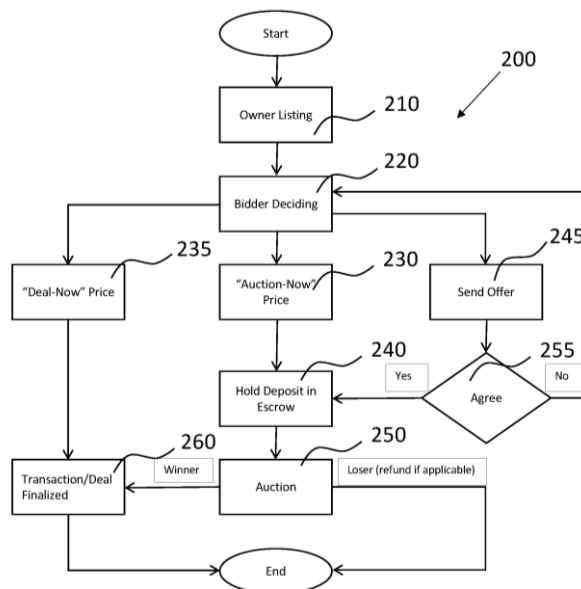 Start
200
Owner Listing
210
Bidder Deciding
220
235
230
245
“Deal-Now” Price
“Auction-Now”
Price
Send Offer
240
255
Yes
No
Hold Deposit in
Escrow
Agree
260
250
Transaction/Deal
Finalized
Winner
Auction
Loser (refund if applicable)
End